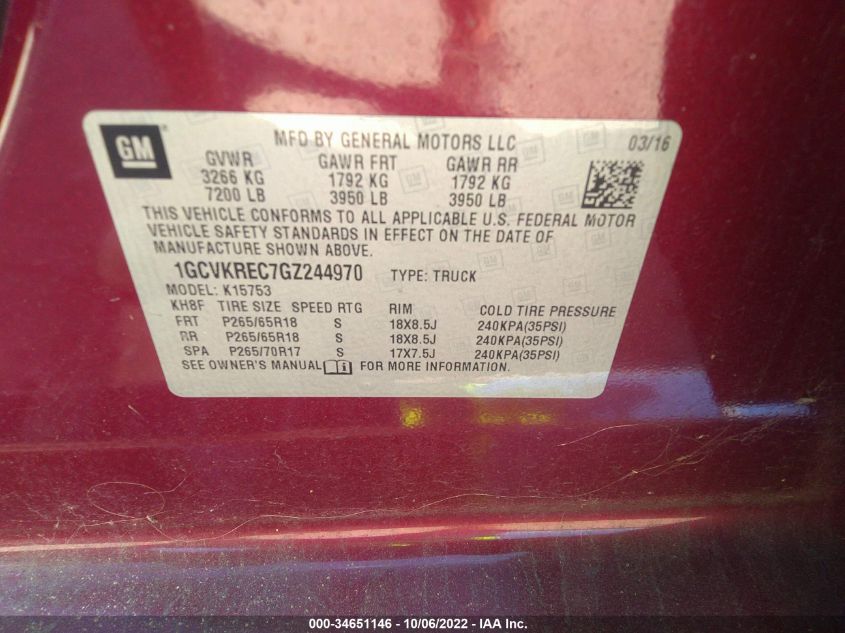 GM
MFD BY GENERAL MOTORS LLC 03/16
GVWR GAWR FRT GAWR RR
3266 KG 1792 KG 1792 KG
7200 LB 3950 LB 3950 LB
THIS VEHICLE CONFORMS TO ALL APPLICABLE U.S. FEDERAL MOTOR
VEHICLE SAFETY STANDARDS IN EFFECT ON THE DATE OF
MANUFACTURE SHOWN ABOVE.
1GCVKREC7GZ244970 TYPE: TRUCK
MODEL: K15753
KH8F TIRE SIZE SPEED RTG RIM COLD TIRE PRESSURE
FRT P265/65R18 S 18X8.5J 240KPA(35PSI)
RR P265/65R18 S 18X8.5J 240KPA(35PSI)
SPA P265/70R17 S 17X7.5J 240KPA(35PSI)
SEE OWNER'S MANUAL FOR MORE INFORMATION.
000-34651146 - 10/06/2022 - IAA Inc.